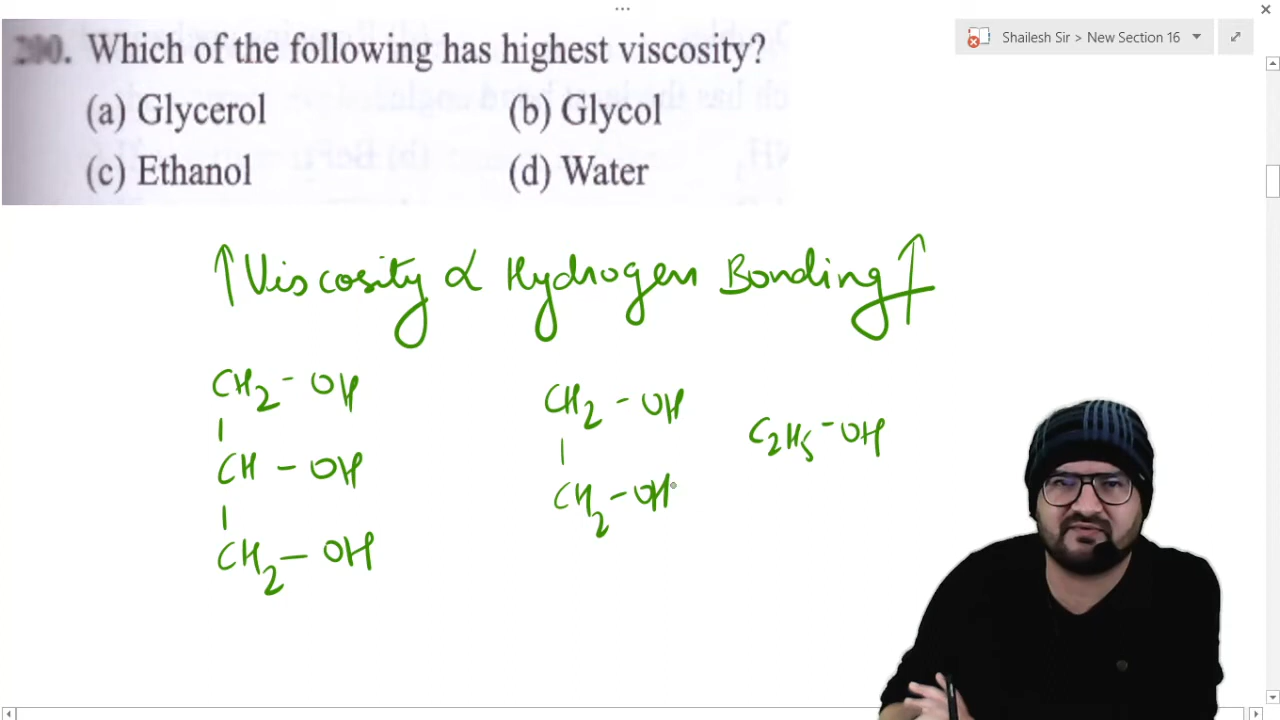 Shailesh Sir > New Section 16
200. Which of the following has highest viscosity?
(a) Glycerol (b) Glycol
(c) Ethanol (d) Water
↑ Viscosity α Hydrogen Bonding ↑
CH2 - OH
CH - OH
CH2 - OH
CH2 - OH
CH2 - OH
C2H5 - OH